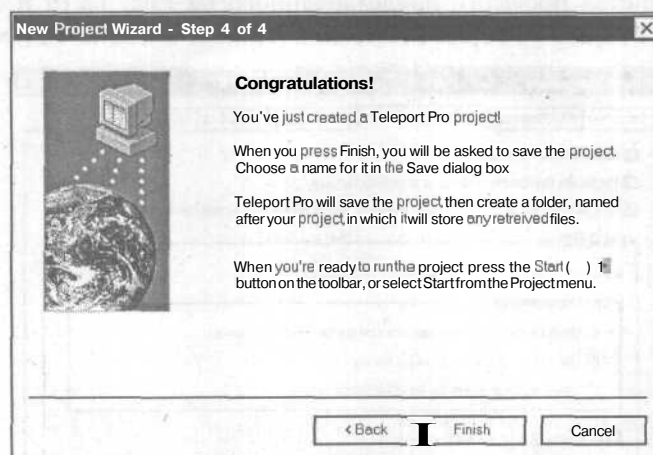 New Project Wizard - Step 4 of 4
Congratulations!
You've just created a Teleport Pro project!
When you press Finish, you will be asked to save the project.
Choose a name for it in the Save dialog box
Teleport Pro will save the project, then create a folder, named
after your project, in which it will store any retreived files.
When you're ready to run the project press the Start ( )
button on the toolbar, or select Start from the Project menu.
< Back
Finish
Cancel